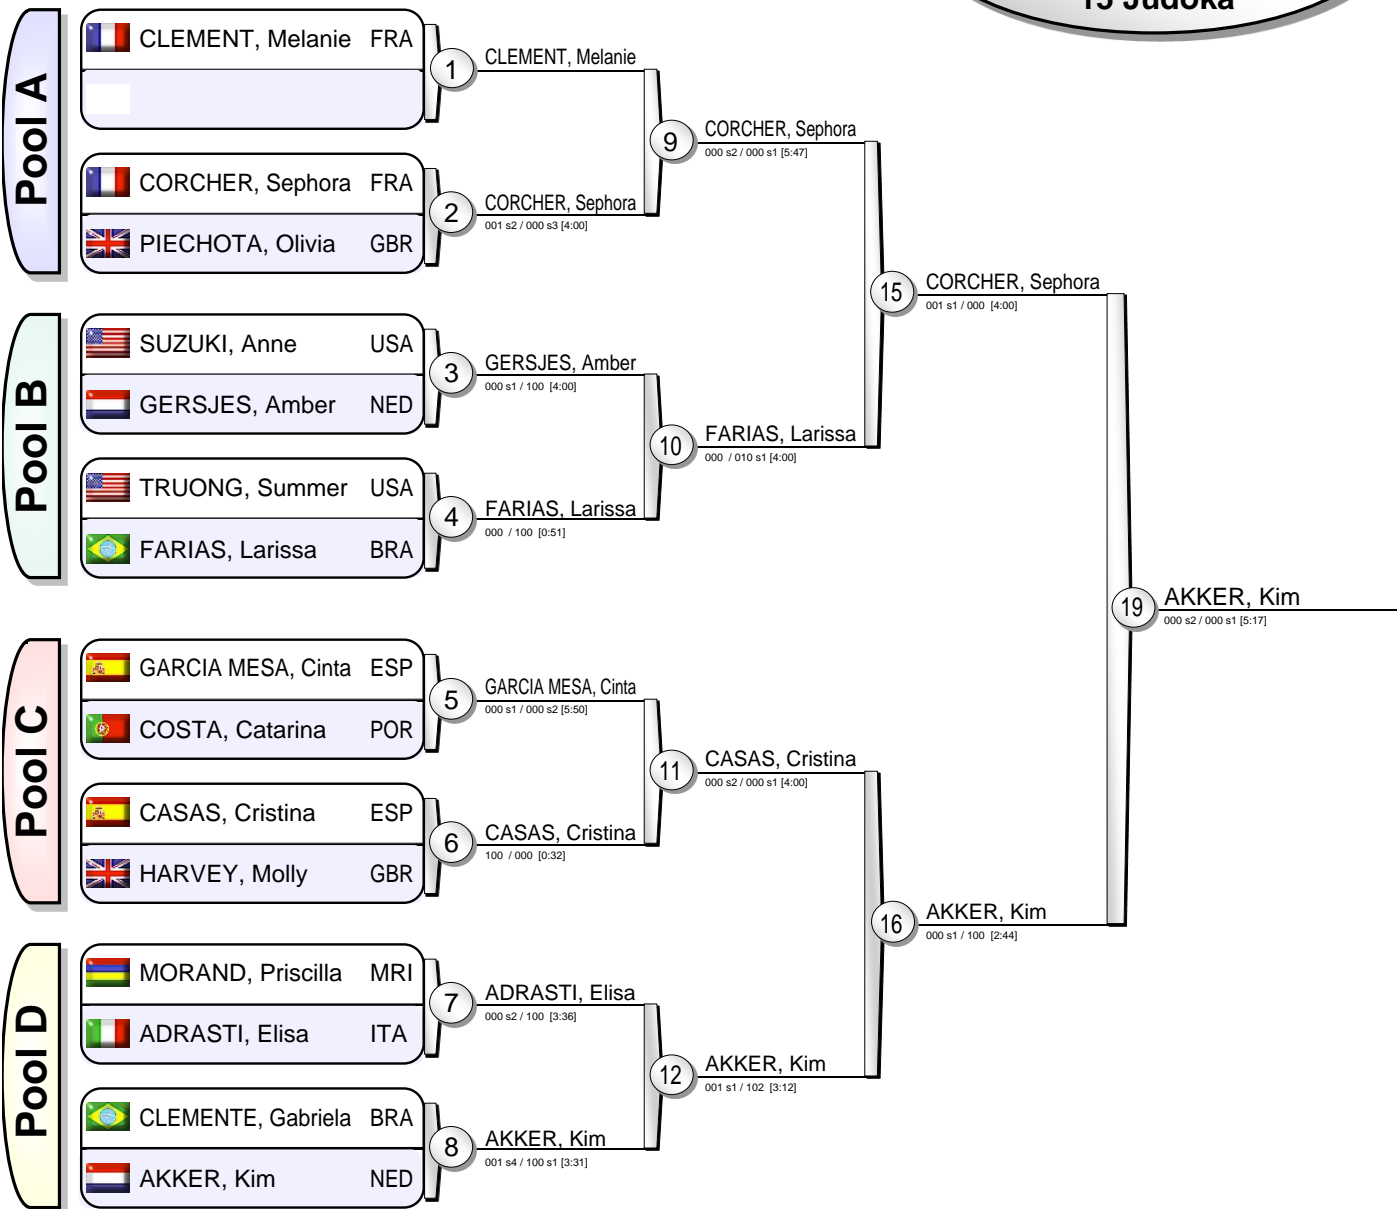 15 Judoka
Pool A
CLEMENT, Melanie FRA
1
CLEMENT, Melanie
9
CORCHER, Sephora
000 s2 / 000 s1 [5:47]
CORCHER, Sephora FRA
PIECHOTA, Olivia GBR
2
CORCHER, Sephora
001 s2 / 000 s3 [4:00]
15
CORCHER, Sephora
001 s1 / 000 [4:00]
Pool B
SUZUKI, Anne USA
GERSJES, Amber NED
3
GERSJES, Amber
000 s1 / 100 [4:00]
10
FARIAS, Larissa
000 / 010 s1 [4:00]
TRUONG, Summer USA
FARIAS, Larissa BRA
4
FARIAS, Larissa
000 / 100 [0:51]
19
AKKER, Kim
000 s2 / 000 s1 [5:17]
Pool C
GARCIA MESA, Cinta ESP
COSTA, Catarina POR
5
GARCIA MESA, Cinta
000 s1 / 000 s2 [5:50]
11
CASAS, Cristina
000 s2 / 000 s1 [4:00]
CASAS, Cristina ESP
HARVEY, Molly GBR
6
CASAS, Cristina
100 / 000 [0:32]
16
AKKER, Kim
000 s1 / 100 [2:44]
Pool D
MORAND, Priscilla MRI
ADRASTI, Elisa ITA
7
ADRASTI, Elisa
000 s2 / 100 [3:36]
12
AKKER, Kim
001 s1 / 102 [3:12]
CLEMENTE, Gabriela BRA
AKKER, Kim NED
8
AKKER, Kim
001 s4 / 100 s1 [3:31]